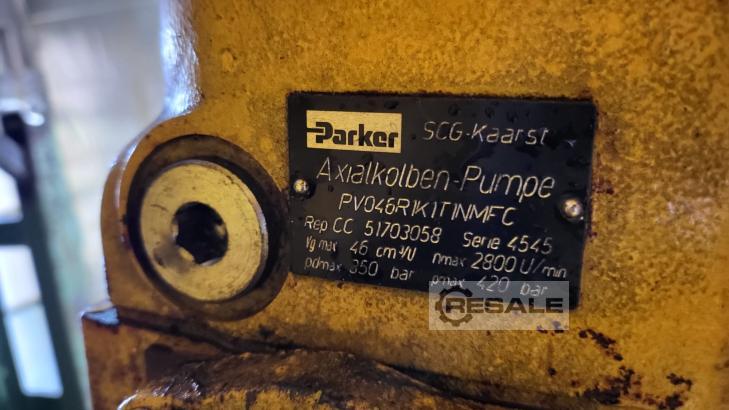 Parker SCG-Kaarst
Axialkolben-Pumpe
PV046R1K1T1NMFC
Rep CC 51703058 Serie 4545
Vg max 46 cm³/U nmax 2800 U/min
pdmax 350 bar pmax 420 bar
RESALE